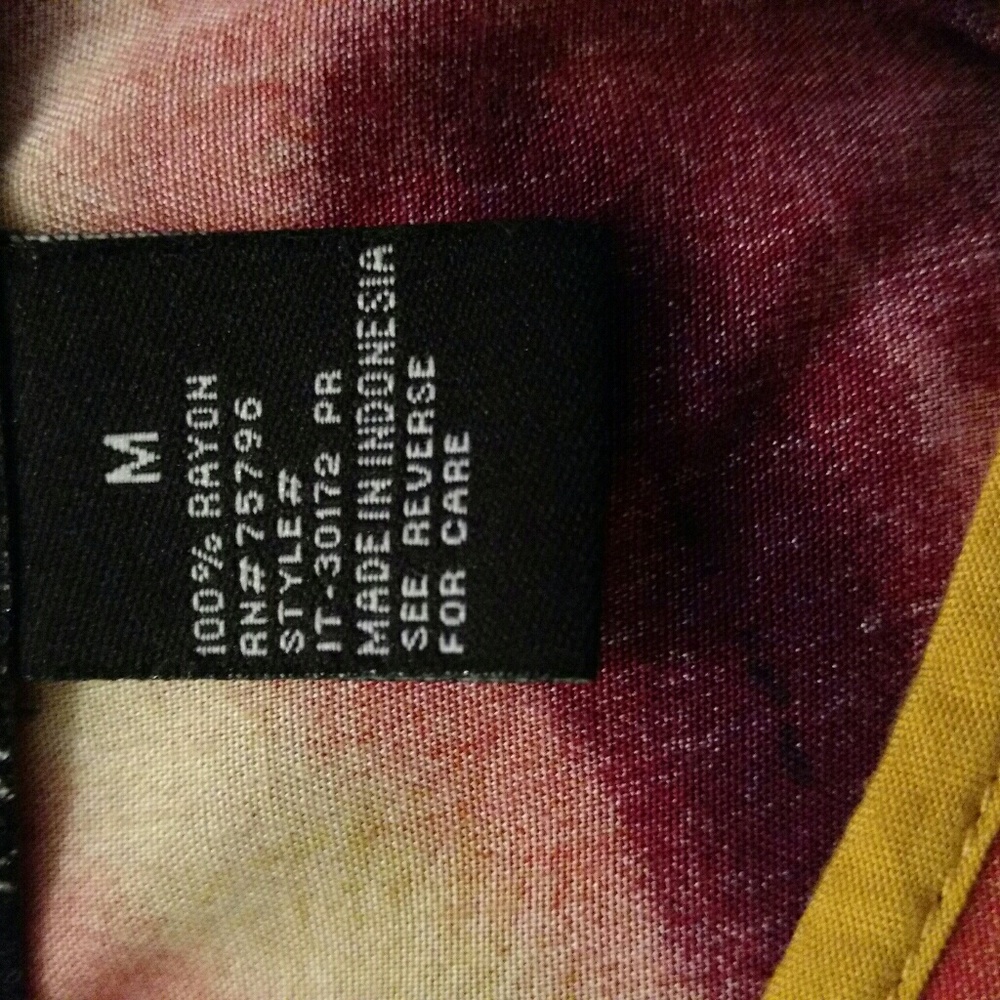 M
100% RAYON
RN#75796
STYLE#
IT-30172 PR
MADE IN INDONESIA
SEE REVERSE
FOR CARE